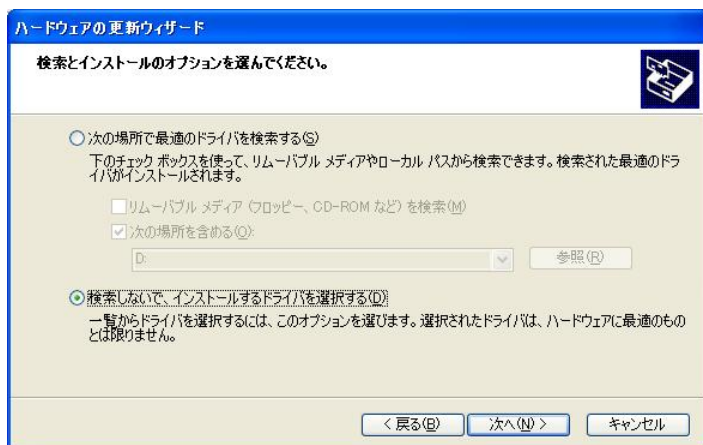 ハードウェアの更新ウィザード
検索とインストールのオプションを選んでください。
次の場所で最適のドライバを検索する(S)
下のチェック ボックスを使って、リムーバブル メディアやローカル パスから検索できます。検索された最適のドラ
イバがインストールされます。
リムーバブル メディア (フロッピー、CD-ROM など) を検索(M)
次の場所を含める(O):
D:
参照(R)
検索しないで、インストールするドライバを選択する(D)
一覧からドライバを選択するには、このオプションを選びます。選択されたドライバは、ハードウェアに最適のもの
とは限りません。
< 戻る(B) 次へ(N) > キャンセル